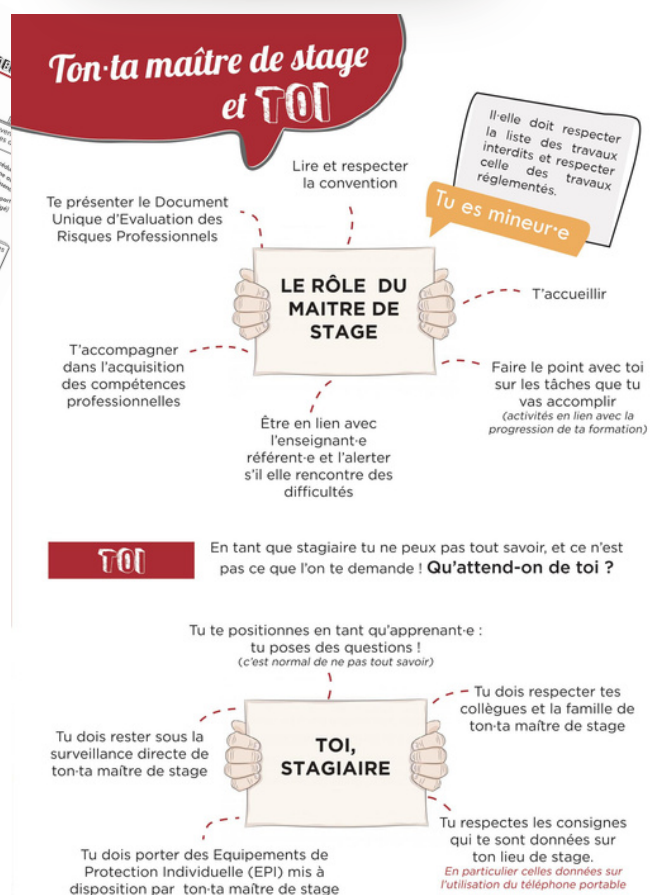 Ton·ta maître de stage
et TOI
Il·elle doit respecter
la liste des travaux
interdits et respecter
celle des travaux
réglementés.
Tu es mineur·e
Lire et respecter
la convention
Te présenter le Document
Unique d'Evaluation des
Risques Professionnels
LE RÔLE DU
MAITRE DE
STAGE
T'accueillir
T'accompagner
dans l'acquisition
des compétences
professionnelles
Faire le point avec toi
sur les tâches que tu
vas accomplir
(activités en lien avec la
progression de ta formation)
Être en lien avec
l'enseignant·e
référent·e et l'alerter
s'il elle rencontre des
difficultés
TOI
En tant que stagiaire tu ne peux pas tout savoir, et ce n'est
pas ce que l'on te demande ! Qu'attend-on de toi ?
Tu te positionnes en tant qu'apprenant·e :
tu poses des questions !
(c'est normal de ne pas tout savoir)
Tu dois respecter tes
collègues et la famille de
ton·ta maître de stage
Tu dois rester sous la
surveillance directe de
ton·ta maître de stage
TOI,
STAGIAIRE
Tu respectes les consignes
qui te sont données sur
ton lieu de stage.
En particulier celles données sur
l'utilisation du téléphone portable
Tu dois porter des Equipements de
Protection Individuelle (EPI) mis à
disposition par ton·ta maître de stage